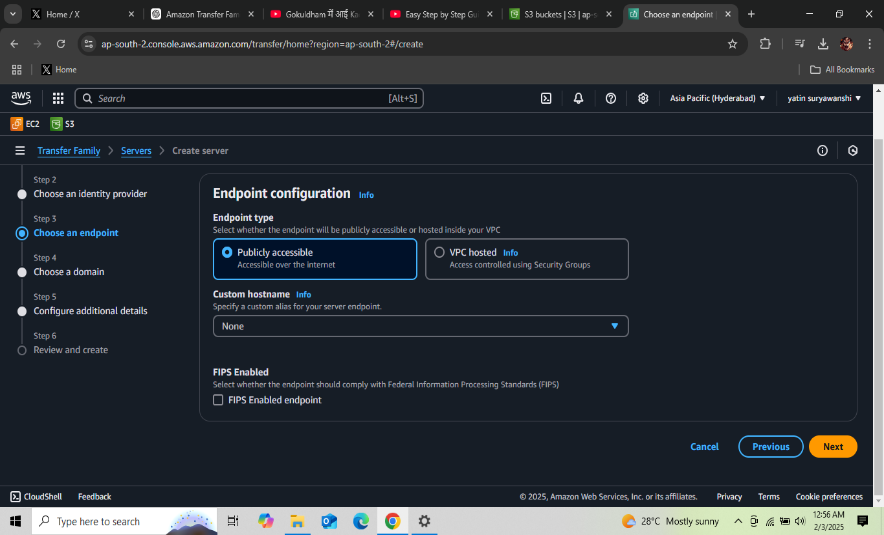 Home / X
Amazon Transfer Fam
Gokuldham में आई Ka
Easy Step by Step Gu
S3 buckets | S3 | ap-s
Choose an endpoint |
ap-south-2.console.aws.amazon.com/transfer/home?region=ap-south-2#/create
Home
All Bookmarks
aws
Search
[Alt+S]
Asia Pacific (Hyderabad)
yatin suryawanshi
EC2
S3
Transfer Family
Servers
Create server
Step 2
Choose an identity provider
Step 3
Choose an endpoint
Step 4
Choose a domain
Step 5
Configure additional details
Step 6
Review and create
Endpoint configuration Info
Endpoint type
Select whether the endpoint will be publicly accessible or hosted inside your VPC
Publicly accessible
Accessible over the internet
VPC hosted Info
Access controlled using Security Groups
Custom hostname Info
Specify a custom alias for your server endpoint.
None
FIPS Enabled
Select whether the endpoint should comply with Federal Information Processing Standards (FIPS)
FIPS Enabled endpoint
Cancel
Previous
Next
CloudShell
Feedback
© 2025, Amazon Web Services, Inc. or its affiliates.
Privacy
Terms
Cookie preferences
Type here to search
28°C Mostly sunny
12:56 AM
2/3/2025